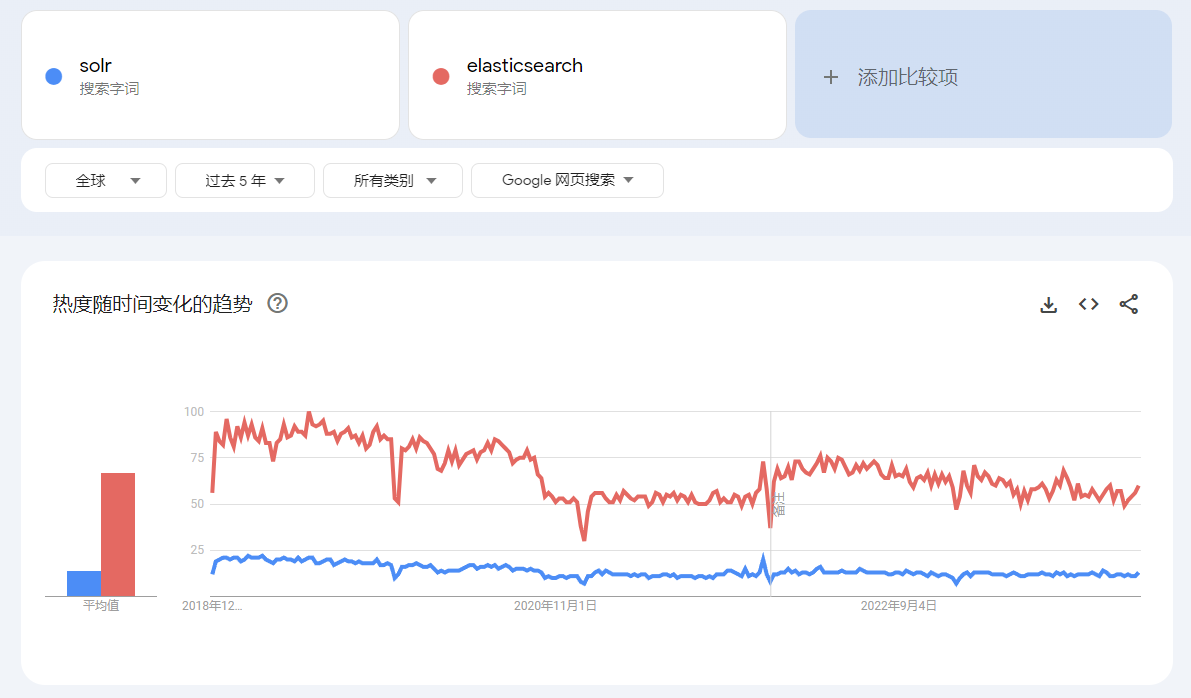 solr
搜索字词
elasticsearch
搜索字词
+ 添加比较项
全球
过去 5 年
所有类别
Google 网页搜索
热度随时间变化的趋势
100
75
50
25
备注
平均值
2018年12...
2020年11月1日
2022年9月4日